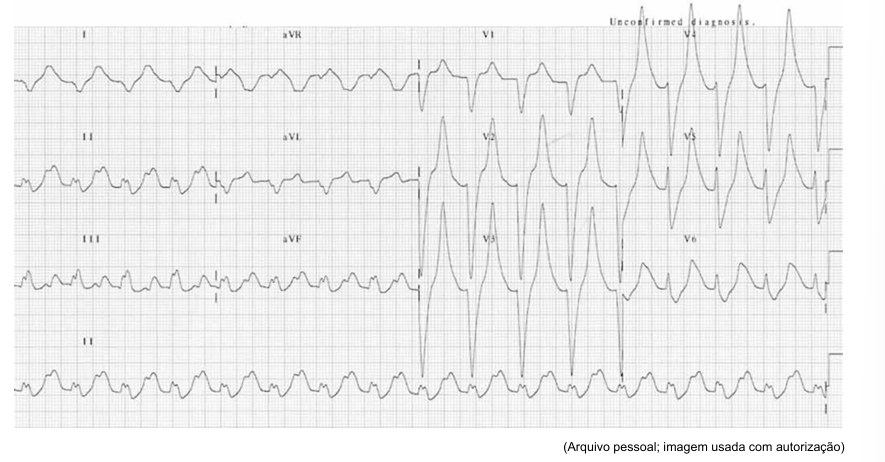 Unconfirmed diagnosis.
I aVR V1 V4
II aVL V2 V5
III aVF V3 V6
II
(Arquivo pessoal; imagem usada com autorização)